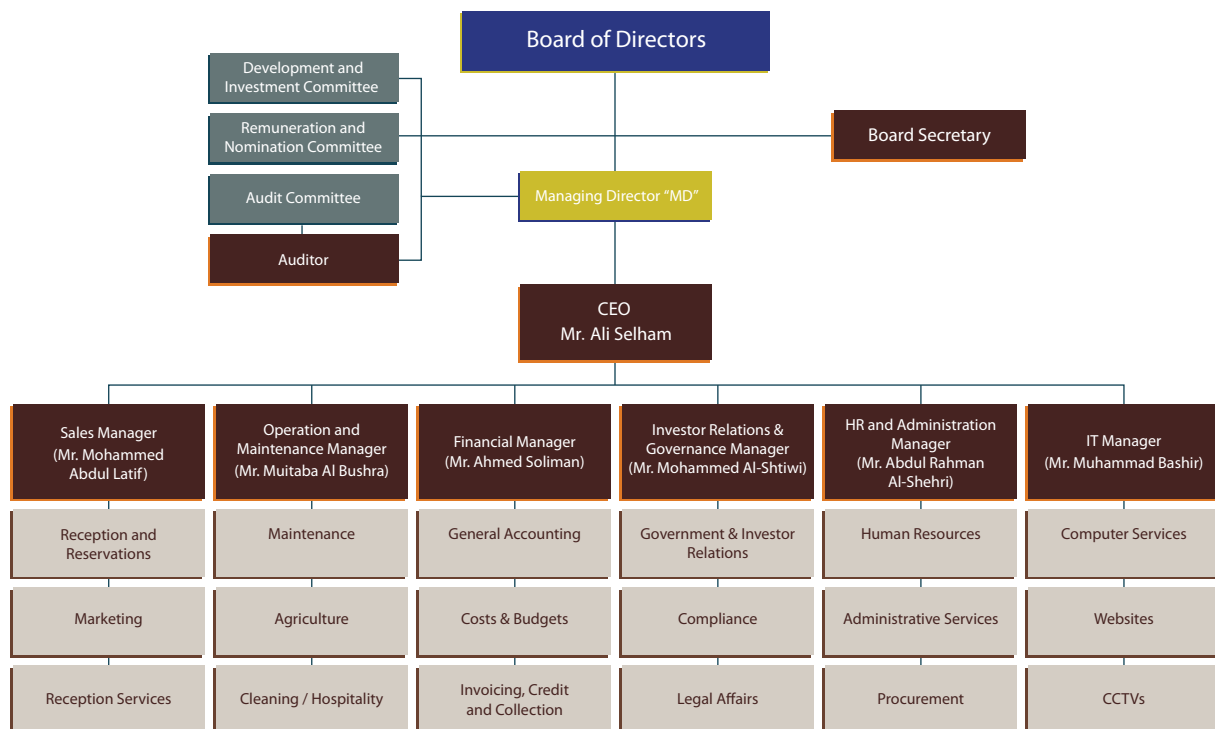 Board of Directors
Development and
Investment Committee
Remuneration and
Nomination Committee
Board Secretary
Audit Committee
Managing Director “MD”
Auditor
CEO
Mr. Ali Selham
Sales Manager
(Mr. Mohammed
Abdul Latif)
Operation and
Maintenance Manager
(Mr. Muitaba Al Bushra)
Financial Manager
(Mr. Ahmed Soliman)
Investor Relations &
Governance Manager
(Mr. Mohammed Al-Shtiwi)
HR and Administration
Manager
(Mr. Abdul Rahman
Al-Shehri)
IT Manager
(Mr. Muhammad Bashir)
Reception and
Reservations
Maintenance
General Accounting
Government & Investor
Relations
Human Resources
Computer Services
Marketing
Agriculture
Costs & Budgets
Compliance
Administrative Services
Websites
Reception Services
Cleaning / Hospitality
Invoicing, Credit
and Collection
Legal Affairs
Procurement
CCTVs